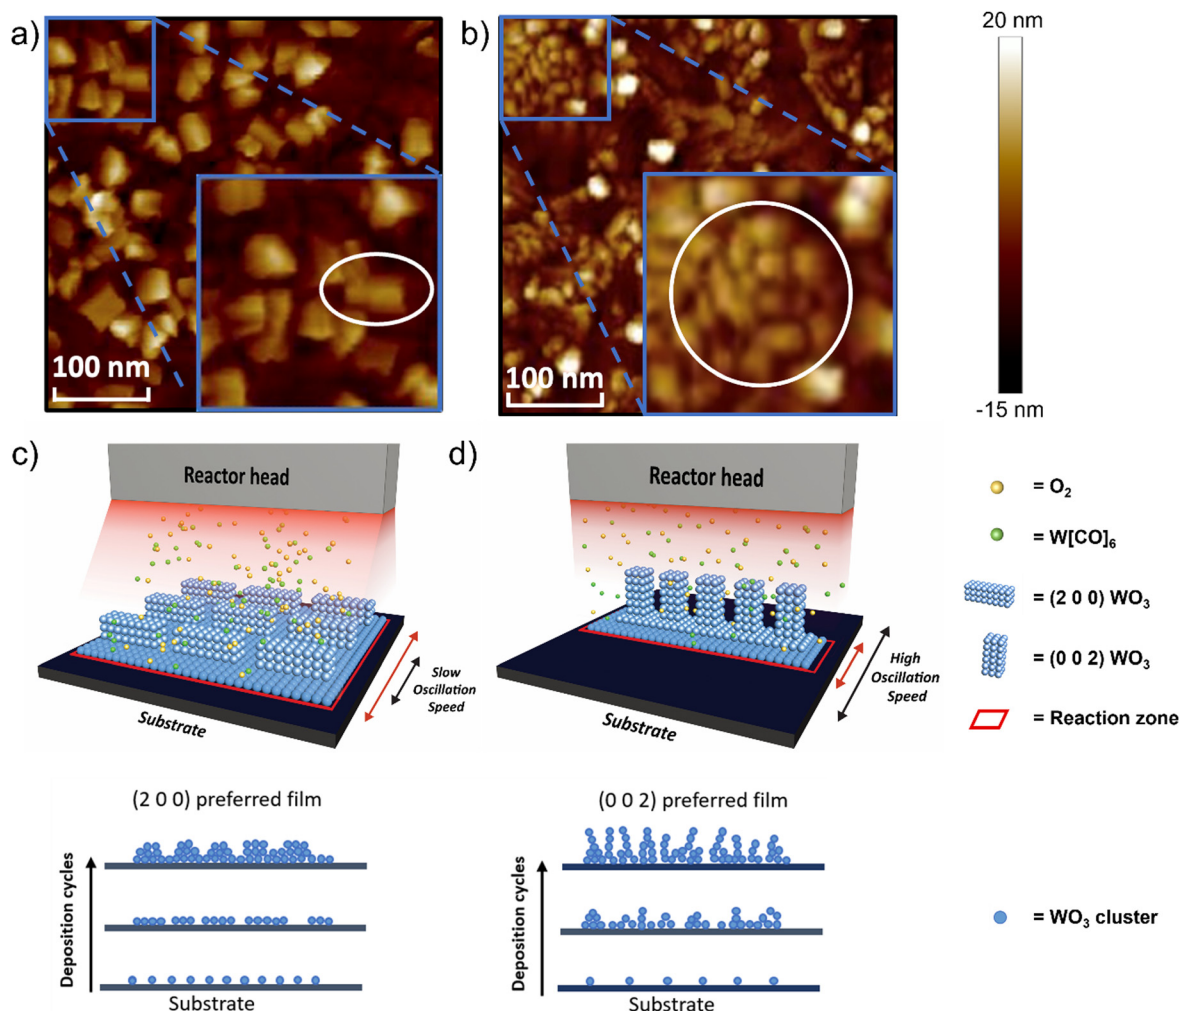 a)
b)
20 nm
100 nm
100 nm
-15 nm
c)
Reactor head
Slow
Oscillation
Speed
Substrate
d)
Reactor head
High
Oscillation
Speed
Substrate
= O₂
= W[CO]₆
= (2 0 0) WO₃
= (0 0 2) WO₃
= Reaction zone
(2 0 0) preferred film
Deposition cycles
Substrate
(0 0 2) preferred film
Deposition cycles
Substrate
= WO₃ cluster